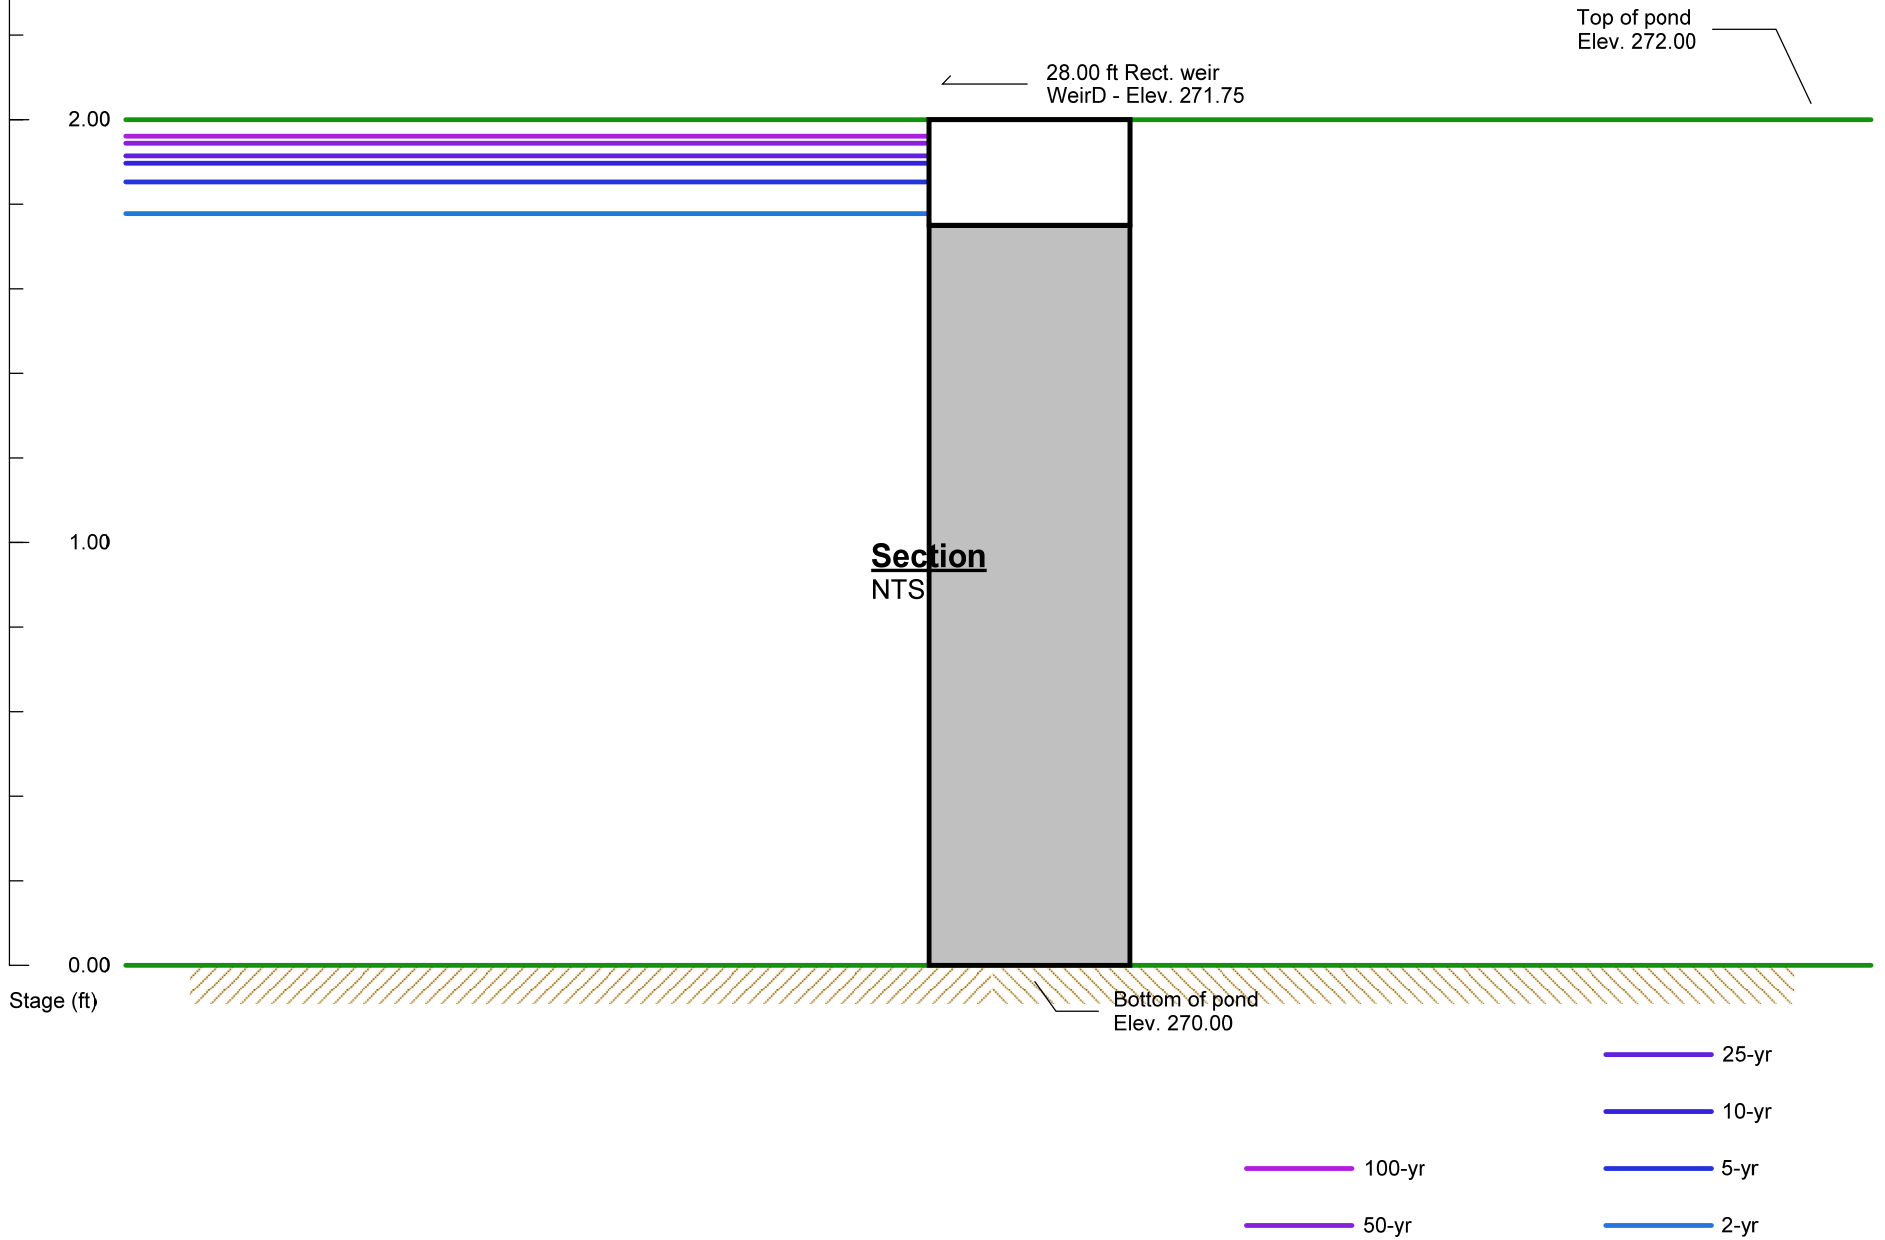 Top of pond
Elev. 272.00
28.00 ft Rect. weir
WeirD - Elev. 271.75
2.00
1.00
Section
NTS
0.00
Stage (ft)
Bottom of pond
Elev. 270.00
25-yr
10-yr
100-yr
5-yr
50-yr
2-yr